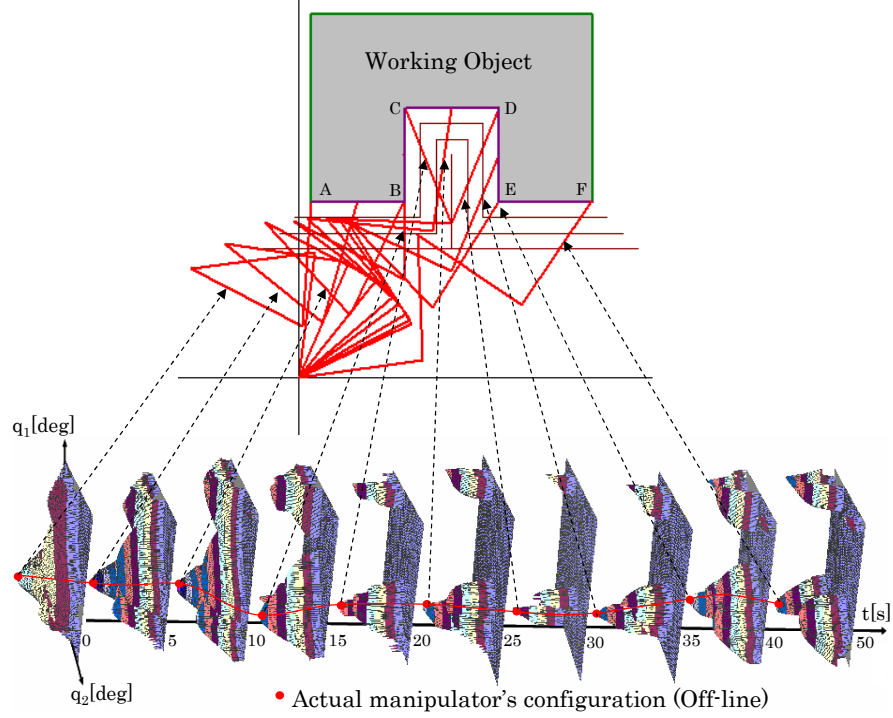 Working Object
C D
A B E F
q1[deg]
0 5 10 15 20 25 30 35 40 50
t[s]
q2[deg]
Actual manipulator's configuration (Off-line)